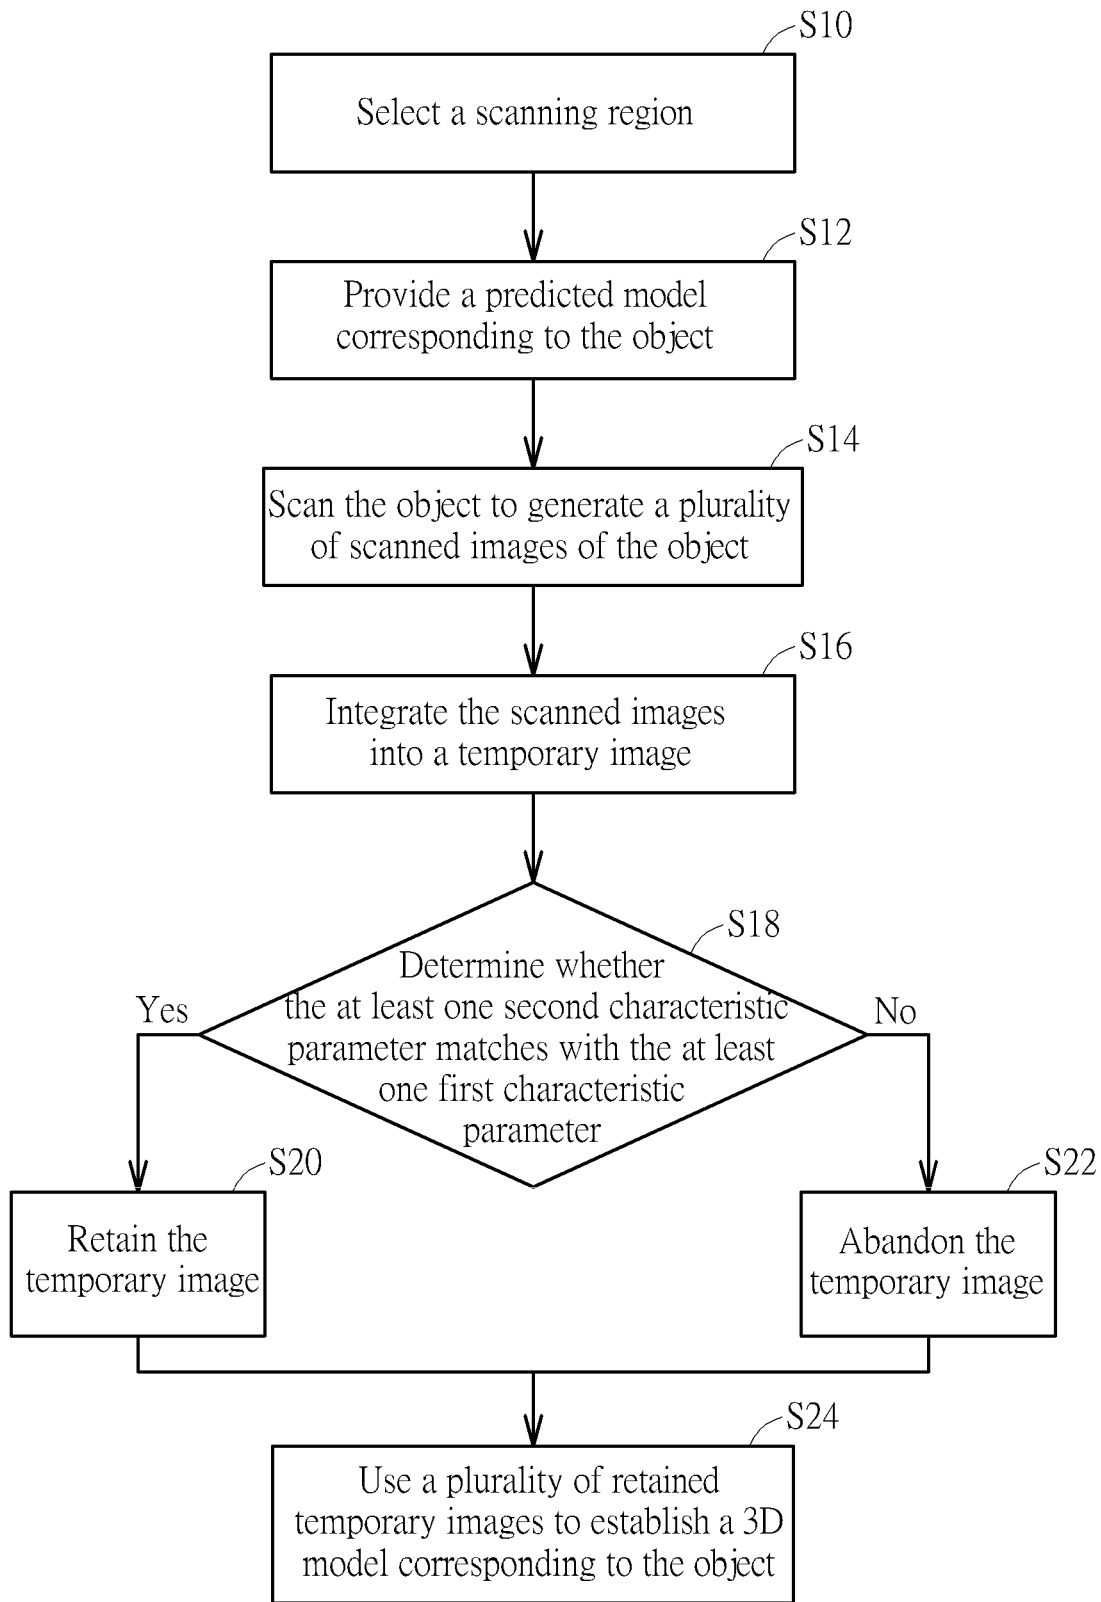 S10
Select a scanning region
S12
Provide a predicted model
corresponding to the object
S14
Scan the object to generate a plurality
of scanned images of the object
S16
Integrate the scanned images
into a temporary image
S18
Determine whether
the at least one second characteristic
parameter matches with the at least
one first characteristic
parameter
Yes
No
S20
Retain the
temporary image
S22
Abandon the
temporary image
S24
Use a plurality of retained
temporary images to establish a 3D
model corresponding to the object